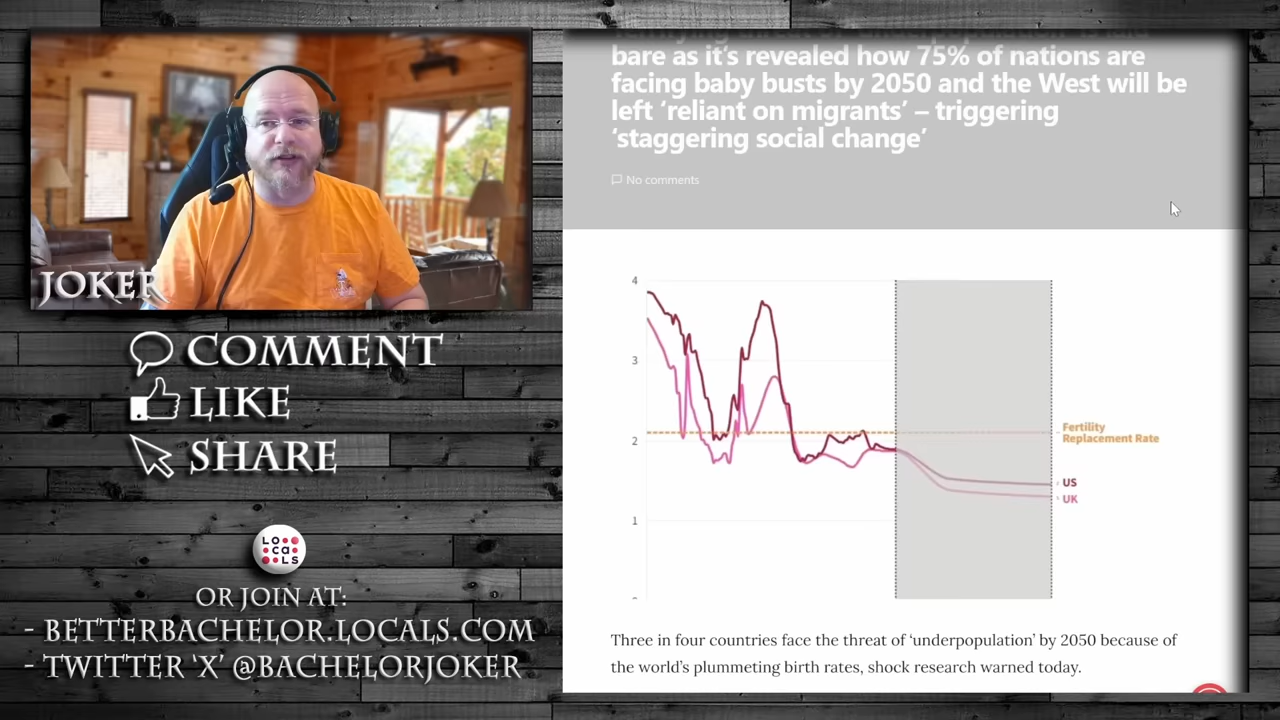 JOKER
COMMENT
LIKE
SHARE
LOCALS
OR JOIN AT:
- BETTERBACHELOR.LOCALS.COM
- TWITTER 'X' @BACHELORJOKER
bare as it's revealed how 75% of nations are
facing baby busts by 2050 and the West will be
left ‘reliant on migrants’ – triggering
‘staggering social change’
No comments
4
3
2
1
Fertility
Replacement Rate
US
UK
Three in four countries face the threat of ‘underpopulation’ by 2050 because of
the world’s plummeting birth rates, shock research warned today.